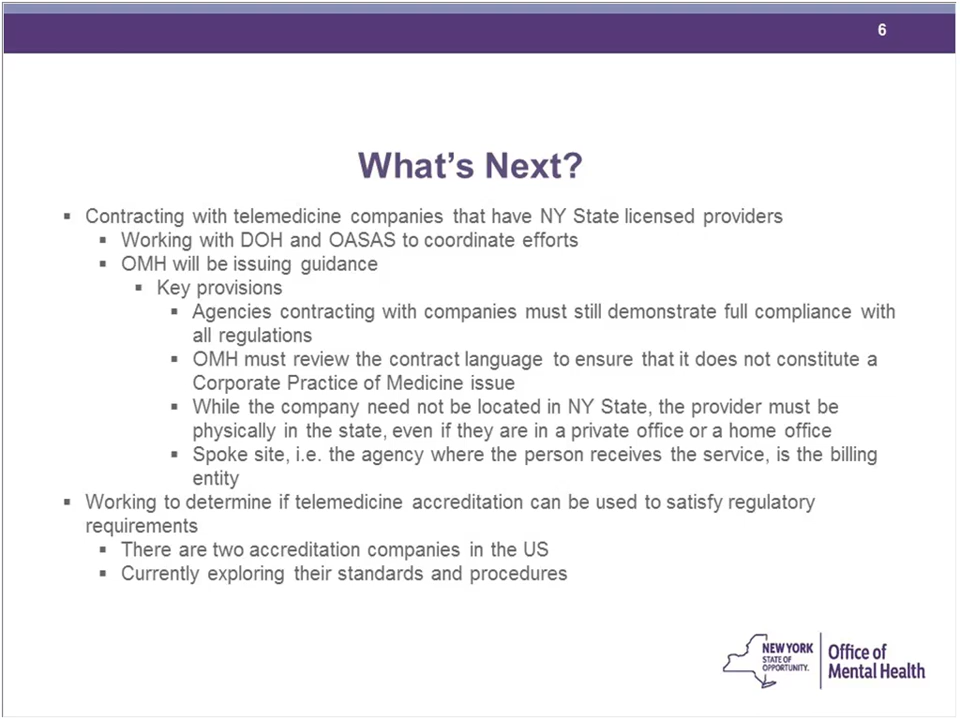 6
What's Next?
▪ Contracting with telemedicine companies that have NY State licensed providers
▪ Working with DOH and OASAS to coordinate efforts
▪ OMH will be issuing guidance
▪ Key provisions
▪ Agencies contracting with companies must still demonstrate full compliance with
all regulations
▪ OMH must review the contract language to ensure that it does not constitute a
Corporate Practice of Medicine issue
▪ While the company need not be located in NY State, the provider must be
physically in the state, even if they are in a private office or a home office
▪ Spoke site, i.e. the agency where the person receives the service, is the billing
entity
▪ Working to determine if telemedicine accreditation can be used to satisfy regulatory
requirements
▪ There are two accreditation companies in the US
▪ Currently exploring their standards and procedures
NEW YORK
STATE OF
OPPORTUNITY.
Office of
Mental Health